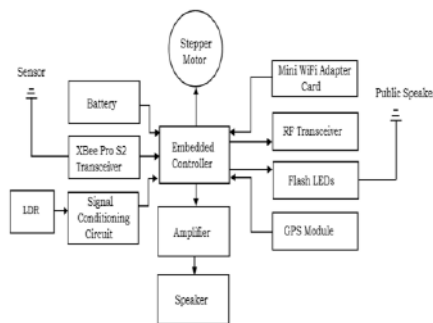 Stepper
Motor
Sensor
Mini WiFi Adapter
Card
Public Speake
Battery
XBee Pro S2
Transceiver
Embedded
Controller
RF Transceiver
Flash LEDs
LDR
Signal
Conditioning
Circuit
Amplifier
GPS Module
Speaker